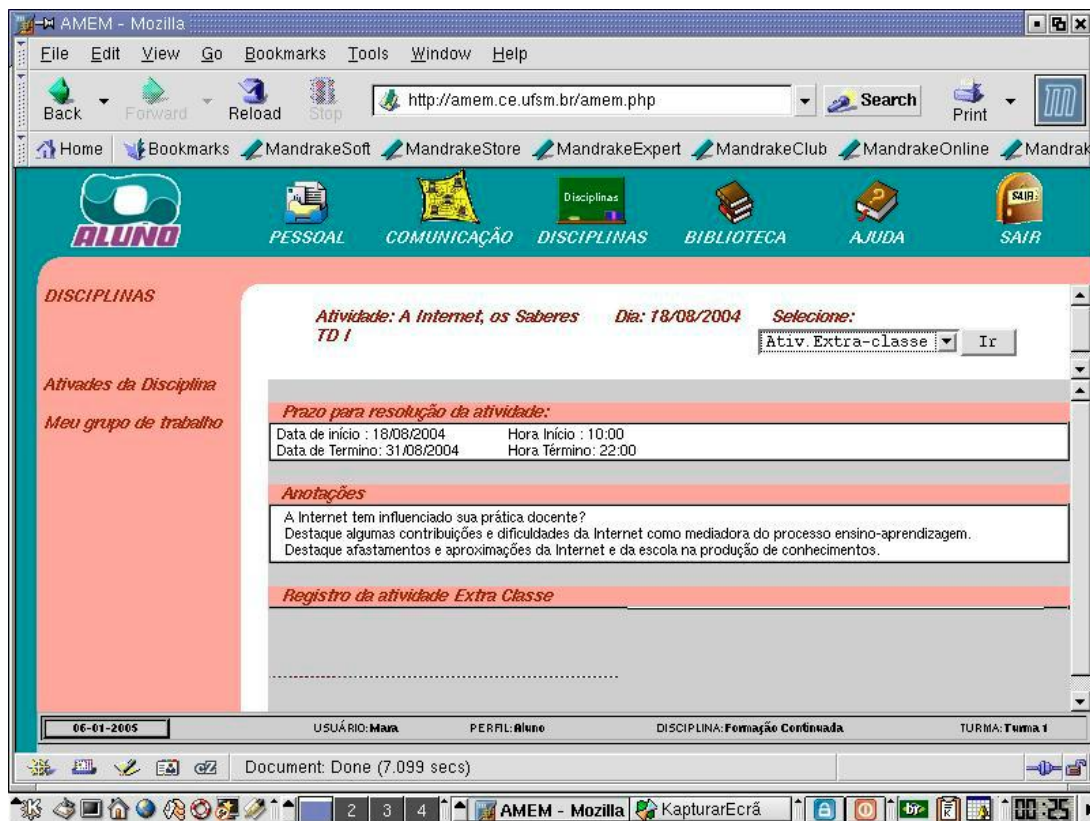 AMEM - Mozilla
File Edit View Go Bookmarks Tools Window Help
Back Forward Reload Stop http://amem.ce.ufsm.br/amem.php Search Print
Home Bookmarks MandrakeSoft MandrakeStore MandrakeExpert MandrakeClub MandrakeOnline Mandrak
Disciplinas SAIR
ALUNO PESSOAL COMUNICAÇÃO DISCIPLINAS BIBLIOTECA AJUDA SAIR
DISCIPLINAS
Ativades da Disciplina
Meu grupo de trabalho
Atividade: A Internet, os Saberes Dia: 18/08/2004 Selecione:
TD I
Ativ.Extra-classe Ir
Prazo para resolução da atividade:
Data de início : 18/08/2004 Hora Início : 10:00
Data de Termino: 31/08/2004 Hora Término: 22:00
Anotações
A Internet tem influenciado sua prática docente?
Destaque algumas contribuições e dificuldades da Internet como mediadora do processo ensino-aprendizagem.
Destaque afastamentos e aproximações da Internet e da escola na produção de conhecimentos.
Registro da atividade Extra Classe
06-01-2005 USUÁRIO:Mara PERFIL:Aluno DISCIPLINA:Formação Continuada TURMA:Turma 1
Document: Done (7.099 secs)
2 3 4 AMEM - Mozilla KapturarEcrã 00:25